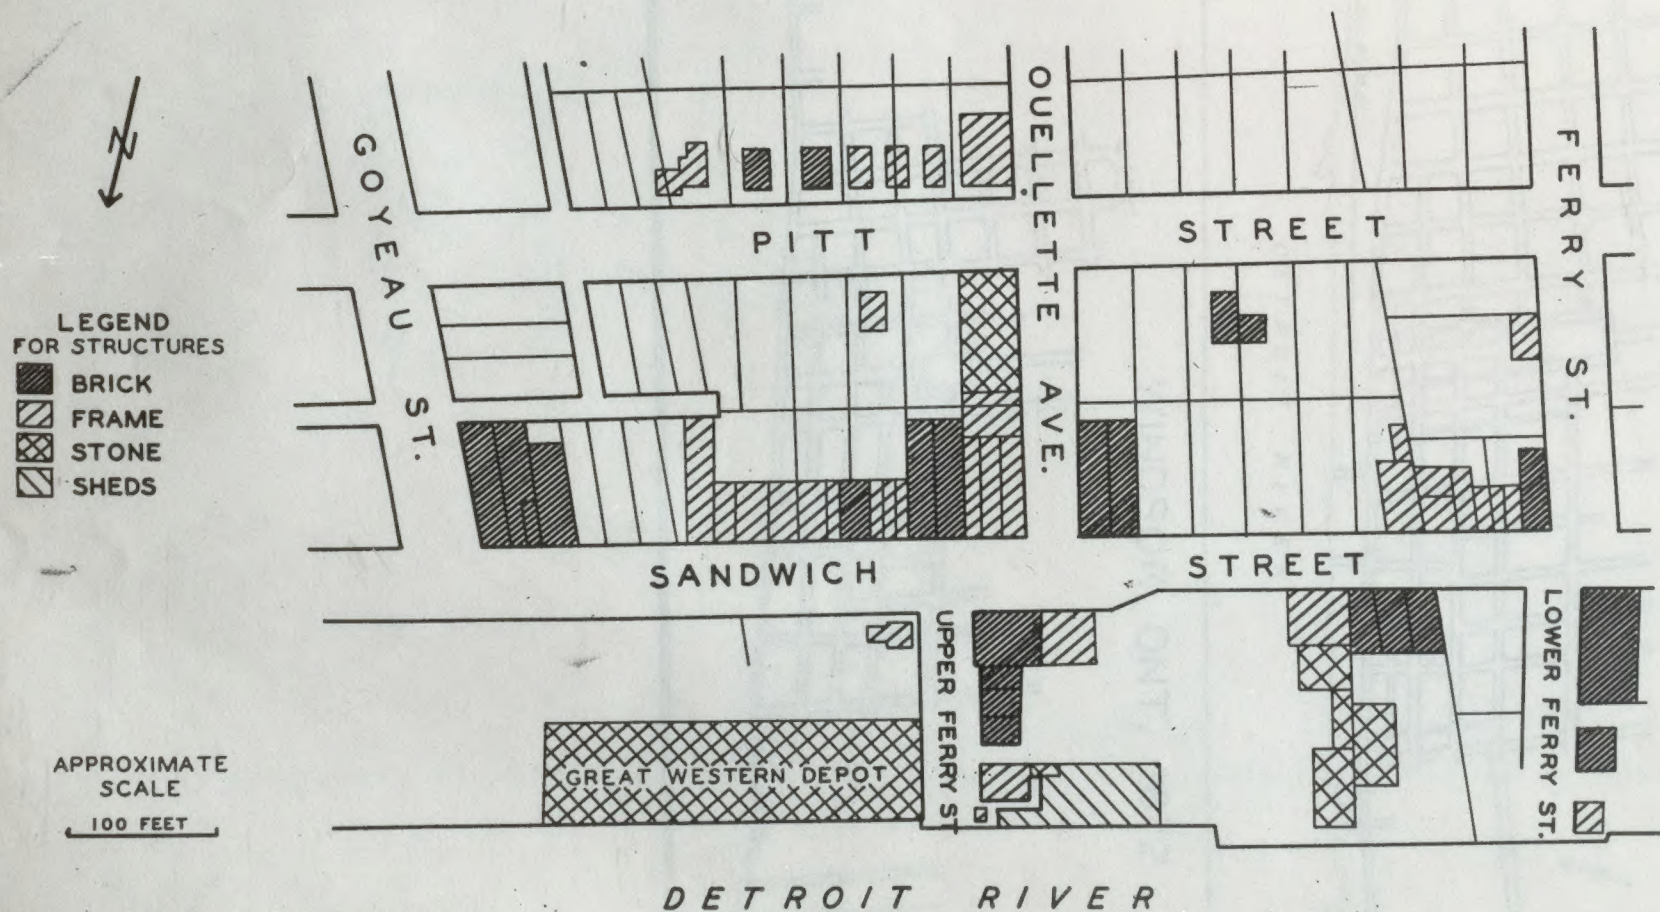 N
GOYEAU ST.
OUELLETTE AVE.
FERRY ST.
PITT STREET
LEGEND
FOR STRUCTURES
BRICK
FRAME
STONE
SHEDS
SANDWICH STREET
UPPER FERRY ST
LOWER FERRY ST.
GREAT WESTERN DEPOT
APPROXIMATE
SCALE
100 FEET
DETROIT RIVER